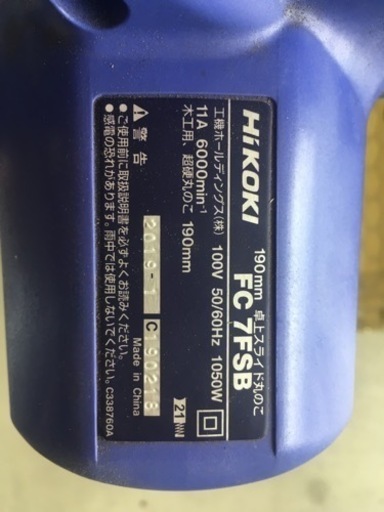 HiKOKI
190mm 卓上スライド丸のこ
FC 7FSB
工機ホールディングス(株) 100V 50/60Hz 1050W
11A 6000min⁻¹
木工用、超硬丸のこ 190mm
Made in China
2019-1 C190218
⚠ 警告
●ご使用前に取扱説明書を必ずよくお読みください。
●感電の恐れがあります。雨中では使用しないでください。
C338760A